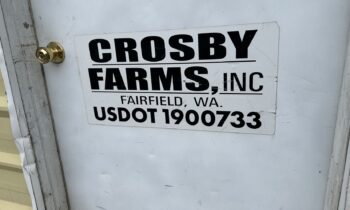 CROSBY
FARMS, INC
FAIRFIELD, WA.
USDOT 1900733